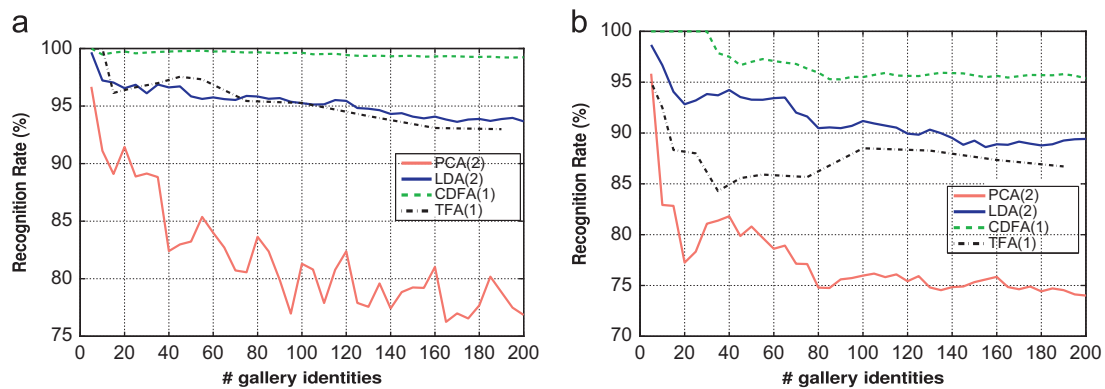 a
Recognition Rate (%)
100
95
90
85
80
75
0 20 40 60 80 100 120 140 160 180 200
# gallery identities
PCA(2)
LDA(2)
CDFA(1)
TFA(1)
b
Recognition Rate (%)
100
95
90
85
80
75
70
0 20 40 60 80 100 120 140 160 180 200
# gallery identities
PCA(2)
LDA(2)
CDFA(1)
TFA(1)